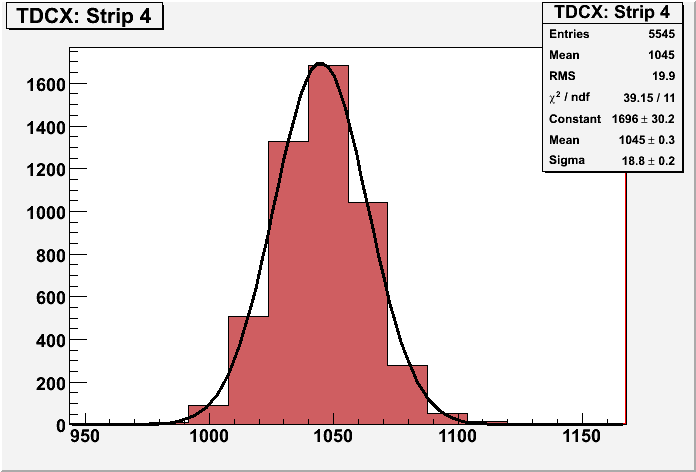 TDCX: Strip 4
TDCX: Strip 4
Entries 5545
Mean 1045
RMS 19.9
χ² / ndf 39.15 / 11
Constant 1696 ± 30.2
Mean 1045 ± 0.3
Sigma 18.8 ± 0.2
1600
1400
1200
1000
800
600
400
200
0
950 1000 1050 1100 1150